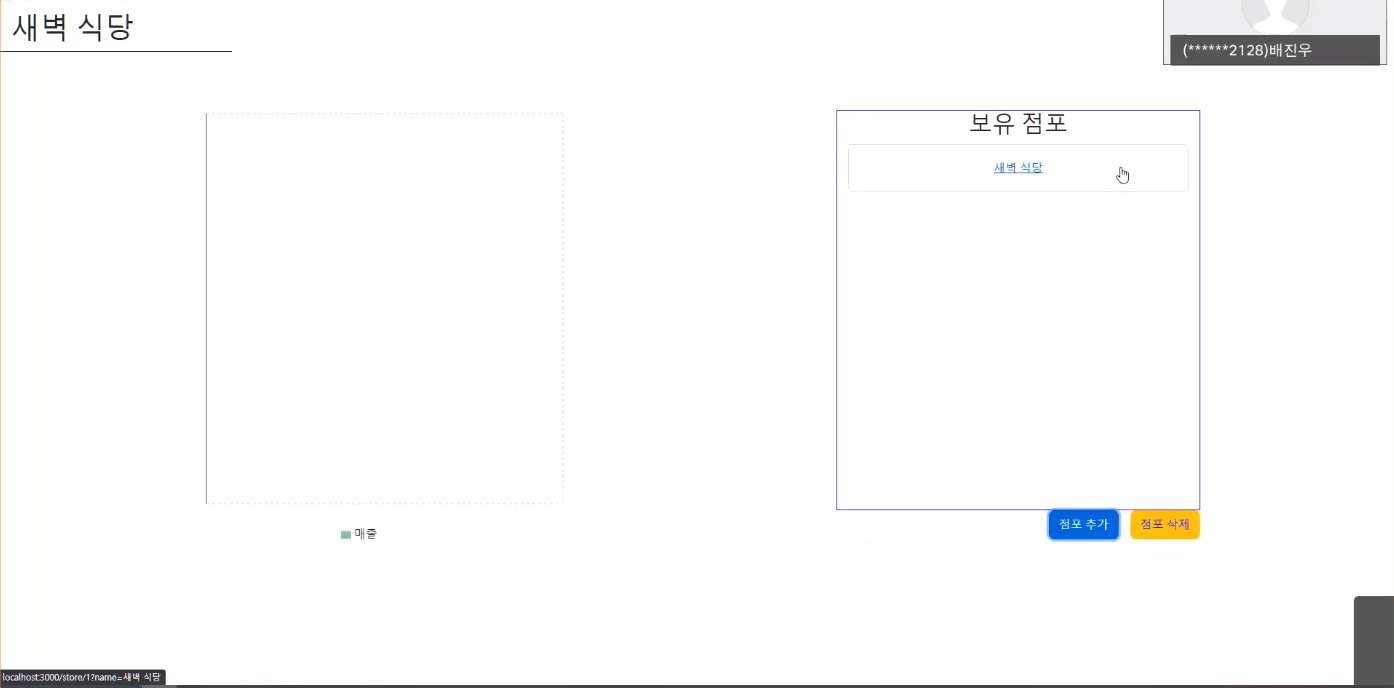 새벽 식당
(******2128)배진우
보유 점포
새벽 식당
매출
점포 추가
점포 삭제
localhost:3000/store/1?name=새벽 식당